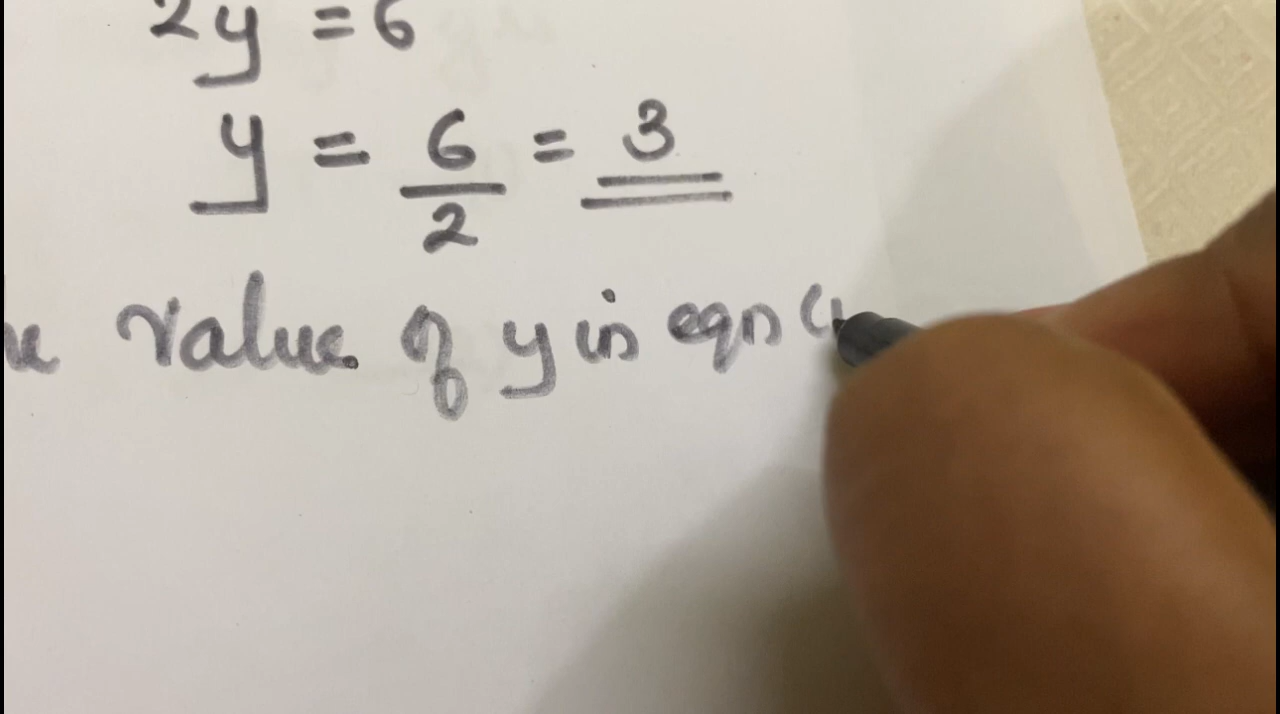 2y = 6
y = 6/2 = 3
value of y in eqn (